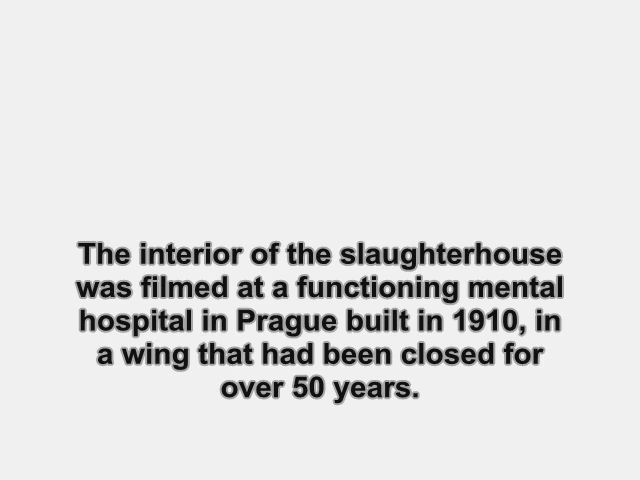 The interior of the slaughterhouse
was filmed at a functioning mental
hospital in Prague built in 1910, in
a wing that had been closed for
over 50 years.